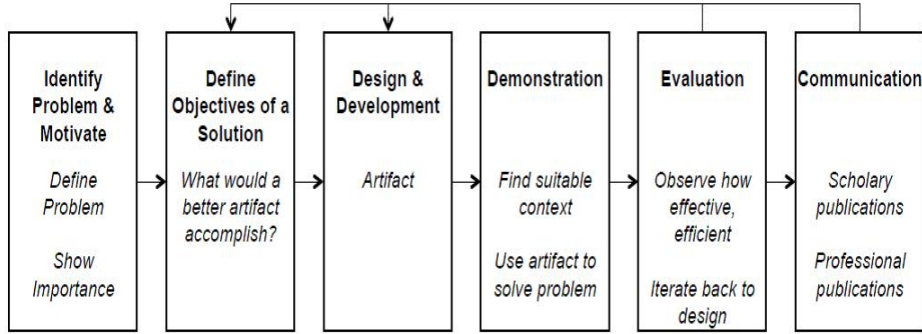 Identify
Problem &
Motivate
Define
Problem
Show
Importance
Define
Objectives of a
Solution
What would a
better artifact
accomplish?
Design &
Development
Artifact
Demonstration
Find suitable
context
Use artifact to
solve problem
Evaluation
Observe how
effective,
efficient
Iterate back to
design
Communication
Scholary
publications
Professional
publications